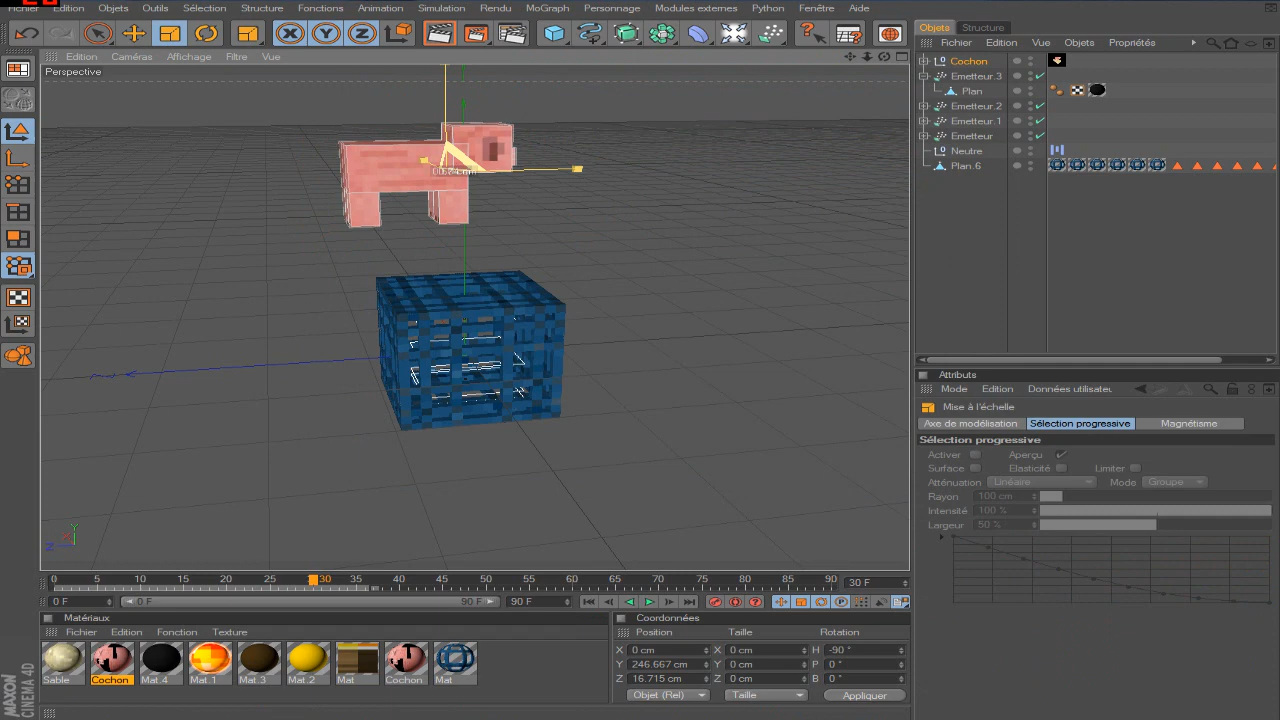 Fichier Edition Objets Outils Sélection Structure Fonctions Animation Simulation Rendu MoGraph Personnage Modules externes Python Fenêtre Aide
Objets Structure
Fichier Edition Vue Objets Propriétés
Edition Caméras Affichage Filtre Vue
Perspective
Cochon
Emetteur.3
Plan
Emetteur.2
Emetteur.1
Emetteur
Neutre
Plan.6
X Y Z
Attributs
Mode Edition Données utilisateu
Mise à l'échelle
Axe de modélisation Sélection progressive Magnétisme
Sélection progressive
Activer Aperçu
Surface Elasticité Limiter
Atténuation Linéaire Mode Groupe
Rayon 100 cm
Intensité 100 %
Largeur 50 %
Y
X
Z
0 5 10 15 20 25 30 35 40 45 50 55 60 65 70 75 80 85 90 30 F
0 F 0 F 90 F 90 F
Matériaux
Fichier Edition Fonction Texture
Sable Cochon Mat.4 Mat.1 Mat.3 Mat.2 Mat Cochon Mat
Coordonnées
Position Taille Rotation
X 0 cm X 0 cm H -90 °
Y 246.667 cm Y 0 cm P 0 °
Z 16.715 cm Z 0 cm B 0 °
Objet (Rel) Taille Appliquer
MAXON
CINEMA 4D